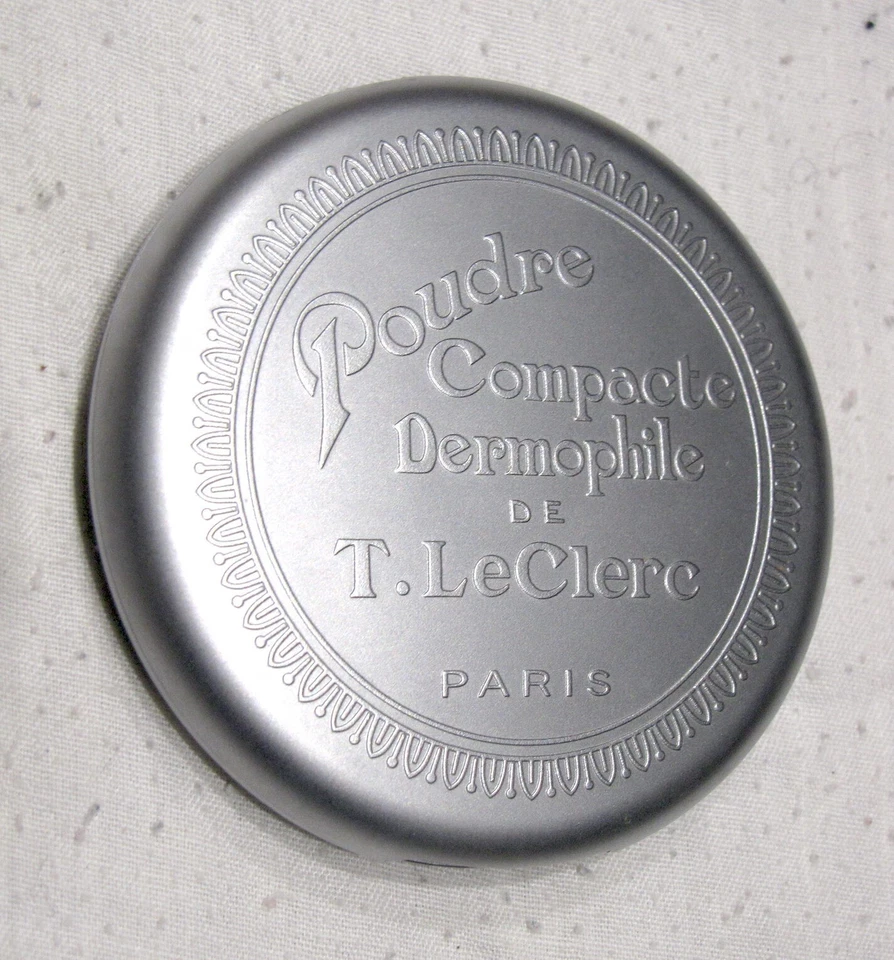 Poudre
Compacte
Dermophile
DE
T. LeClerc
PARIS